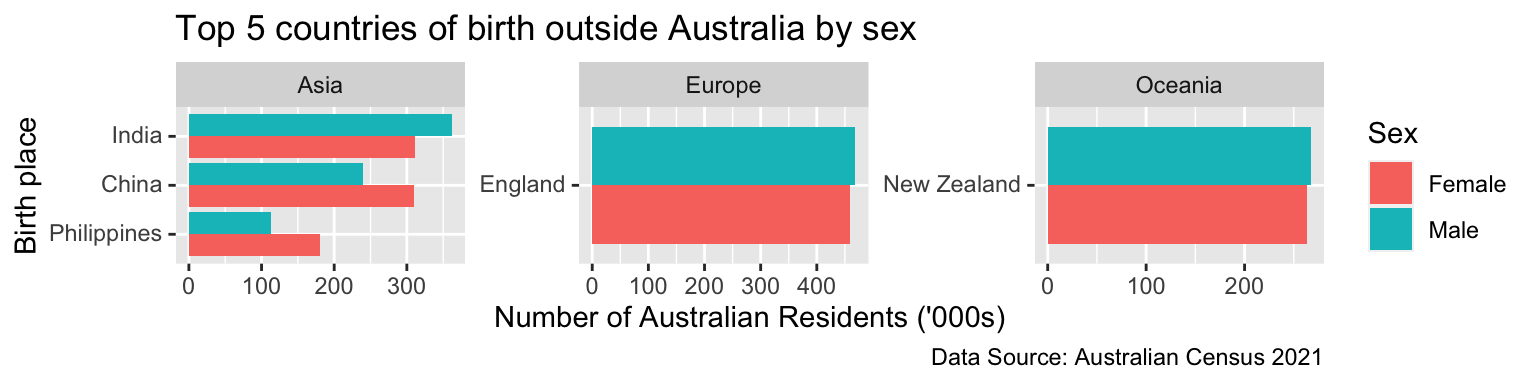 Top 5 countries of birth outside Australia by sex
Asia
Europe
Oceania
Birth place
India
China
Philippines
England
New Zealand
0 100 200 300
0 100 200 300 400
0 100 200
Number of Australian Residents ('000s)
Data Source: Australian Census 2021
Sex
Female
Male